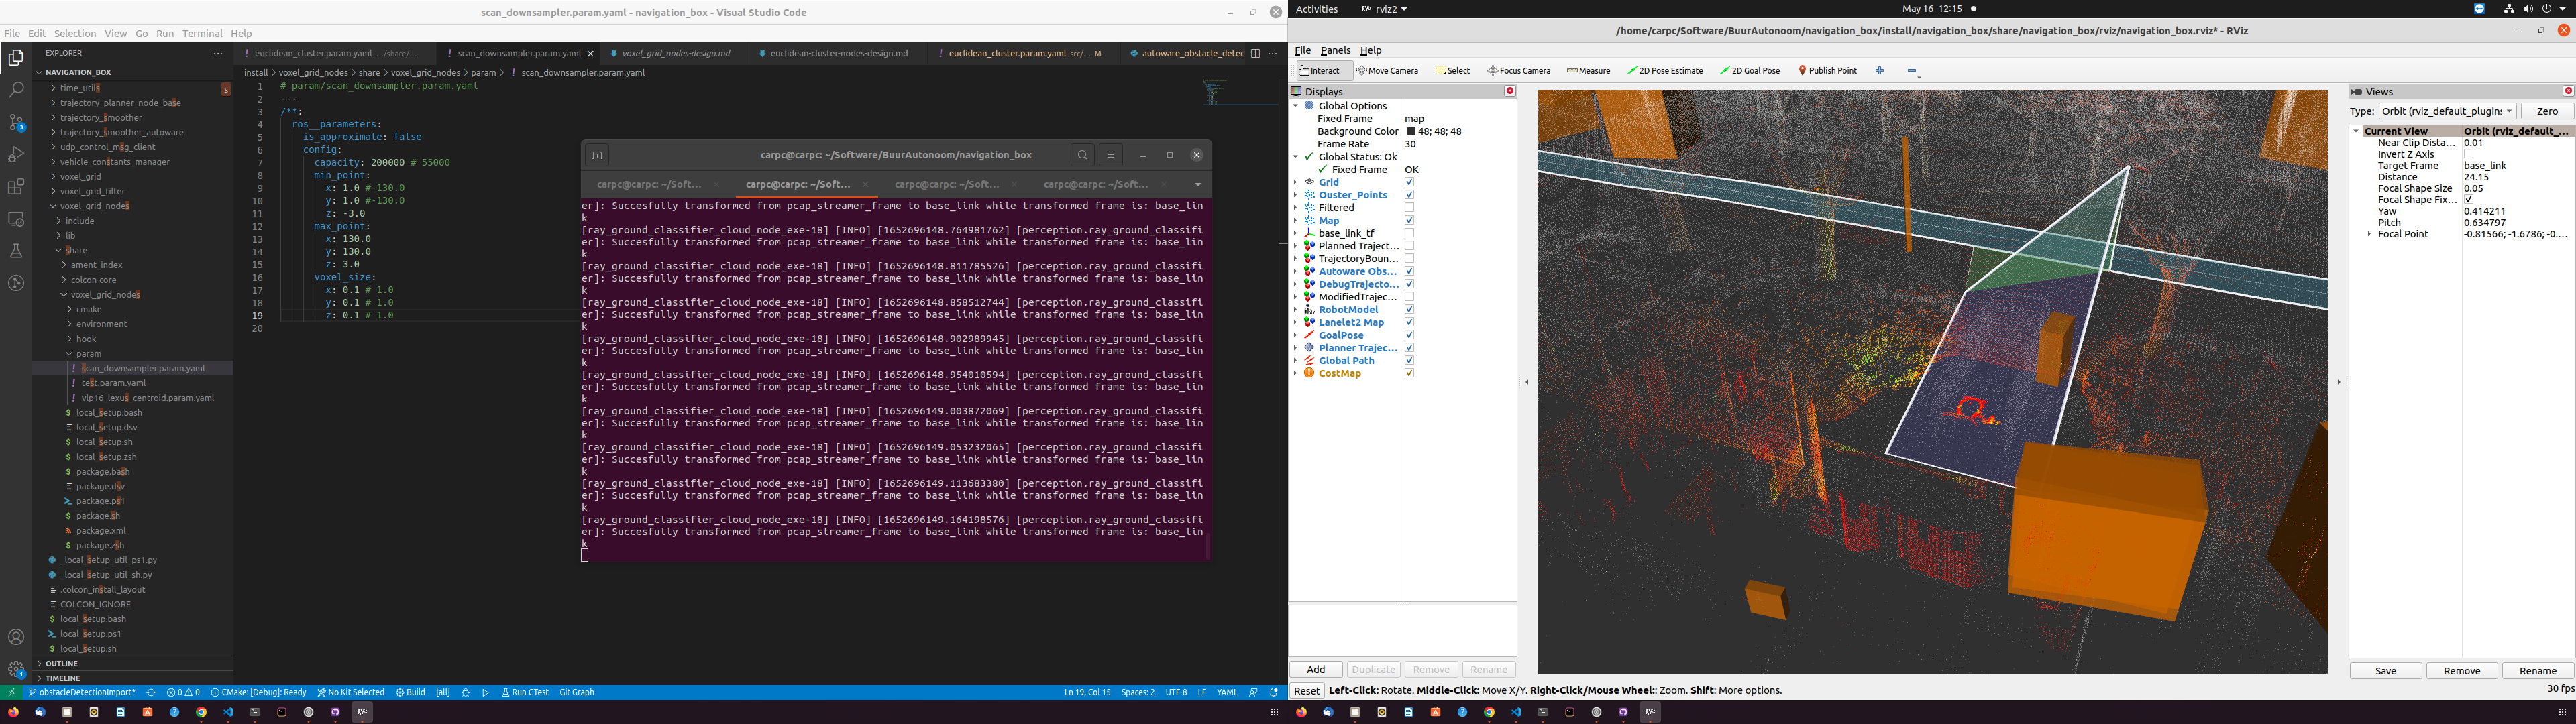 scan_downsampler.param.yaml - navigation_box - Visual Studio Code
File Edit Selection View Go Run Terminal Help
EXPLORER
NAVIGATION_BOX
time_utils
5
trajectory_planner_node_base
trajectory_smoother
trajectory_smoother_autoware
udp_control_msg_client
vehicle_constants_manager
voxel_grid
voxel_grid_filter
voxel_grid_nodes
include
lib
share
ament_index
colcon-core
voxel_grid_nodes
cmake
environment
hook
param
scan_downsampler.param.yaml
test.param.yaml
vlp16_lexus_centroid.param.yaml
local_setup.bash
local_setup.dsv
local_setup.sh
local_setup.zsh
package.bash
package.dsv
package.ps1
package.sh
package.xml
package.zsh
_local_setup_util_ps1.py
_local_setup_util_sh.py
.colcon_install_layout
COLCON_IGNORE
local_setup.bash
local_setup.ps1
local_setup.sh
OUTLINE
TIMELINE
euclidean_cluster.param.yaml .../share/...
scan_downsampler.param.yaml
voxel_grid_nodes-design.md
euclidean-cluster-nodes-design.md
euclidean_cluster.param.yaml src/... M
autoware_obstacle_detec
install > voxel_grid_nodes > share > voxel_grid_nodes > param > ! scan_downsampler.param.yaml
1 # param/scan_downsampler.param.yaml
2 ---
3 /**:
4 ros__parameters:
5 is_approximate: false
6 config:
7 capacity: 200000 # 55000
8 min_point:
9 x: 1.0 #-130.0
10 y: 1.0 #-130.0
11 z: -3.0
12 max_point:
13 x: 130.0
14 y: 130.0
15 z: 3.0
16 voxel_size:
17 x: 0.1 # 1.0
18 y: 0.1 # 1.0
19 z: 0.1 # 1.0
20
carpc@carpc: ~/Software/BuurAutonoom/navigation_box
carpc@carpc: ~/Soft... carpc@carpc: ~/Soft... carpc@carpc: ~/Soft... carpc@carpc: ~/Soft...
er]: Succesfully transformed from pcap_streamer_frame to base_link while transformed frame is: base_lin
k
[ray_ground_classifier_cloud_node_exe-18] [INFO] [1652696148.764981762] [perception.ray_ground_classifi
er]: Succesfully transformed from pcap_streamer_frame to base_link while transformed frame is: base_lin
k
[ray_ground_classifier_cloud_node_exe-18] [INFO] [1652696148.811785526] [perception.ray_ground_classifi
er]: Succesfully transformed from pcap_streamer_frame to base_link while transformed frame is: base_lin
k
[ray_ground_classifier_cloud_node_exe-18] [INFO] [1652696148.858512744] [perception.ray_ground_classifi
er]: Succesfully transformed from pcap_streamer_frame to base_link while transformed frame is: base_lin
k
[ray_ground_classifier_cloud_node_exe-18] [INFO] [1652696148.902989945] [perception.ray_ground_classifi
er]: Succesfully transformed from pcap_streamer_frame to base_link while transformed frame is: base_lin
k
[ray_ground_classifier_cloud_node_exe-18] [INFO] [1652696148.954010594] [perception.ray_ground_classifi
er]: Succesfully transformed from pcap_streamer_frame to base_link while transformed frame is: base_lin
k
[ray_ground_classifier_cloud_node_exe-18] [INFO] [1652696149.003872069] [perception.ray_ground_classifi
er]: Succesfully transformed from pcap_streamer_frame to base_link while transformed frame is: base_lin
k
[ray_ground_classifier_cloud_node_exe-18] [INFO] [1652696149.053232065] [perception.ray_ground_classifi
er]: Succesfully transformed from pcap_streamer_frame to base_link while transformed frame is: base_lin
k
[ray_ground_classifier_cloud_node_exe-18] [INFO] [1652696149.113683380] [perception.ray_ground_classifi
er]: Succesfully transformed from pcap_streamer_frame to base_link while transformed frame is: base_lin
k
[ray_ground_classifier_cloud_node_exe-18] [INFO] [1652696149.164198576] [perception.ray_ground_classifi
er]: Succesfully transformed from pcap_streamer_frame to base_link while transformed frame is: base_lin
k
obstacleDetectionImport* 0 0 CMake: [Debug]: Ready No Kit Selected Build [all] Run CTest Git Graph
Ln 19, Col 15 Spaces: 2 UTF-8 LF YAML
Activities rviz2 May 16 12:15
/home/carpc/Software/BuurAutonoom/navigation_box/install/navigation_box/share/navigation_box/rviz/navigation_box.rviz* - RViz
File Panels Help
Interact Move Camera Select Focus Camera Measure 2D Pose Estimate 2D Goal Pose Publish Point
Displays
Global Options
Fixed Frame map
Background Color 48; 48; 48
Frame Rate 30
Global Status: Ok
Fixed Frame OK
Grid
Ouster_Points
Filtered
Map
base_link_tf
Planned Traject...
TrajectoryBoun...
Autoware Obs...
DebugTrajecto...
ModifiedTrajec...
RobotModel
Lanelet2 Map
GoalPose
Planner Trajec...
Global Path
CostMap
Add Duplicate Remove Rename
Reset Left-Click: Rotate. Middle-Click: Move X/Y. Right-Click/Mouse Wheel:: Zoom. Shift: More options.
30 fps
Views
Type: Orbit (rviz_default_plugins Zero
Current View Orbit (rviz_default_...
Near Clip Dista... 0.01
Invert Z Axis
Target Frame base_link
Distance 24.15
Focal Shape Size 0.05
Focal Shape Fix...
Yaw 0.414211
Pitch 0.634797
Focal Point -0.81566; -1.6786; -0....
Save Remove Rename